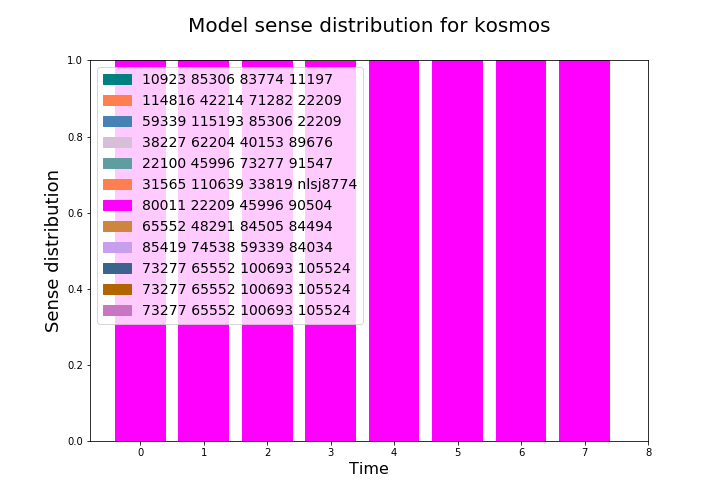 Model sense distribution for kosmos
1.0
0.8
0.6
0.4
0.2
0.0
Sense distribution
10923 85306 83774 11197
114816 42214 71282 22209
59339 115193 85306 22209
38227 62204 40153 89676
22100 45996 73277 91547
31565 110639 33819 nlsj8774
80011 22209 45996 90504
65552 48291 84505 84494
85419 74538 59339 84034
73277 65552 100693 105524
73277 65552 100693 105524
73277 65552 100693 105524
0 1 2 3 4 5 6 7 8
Time